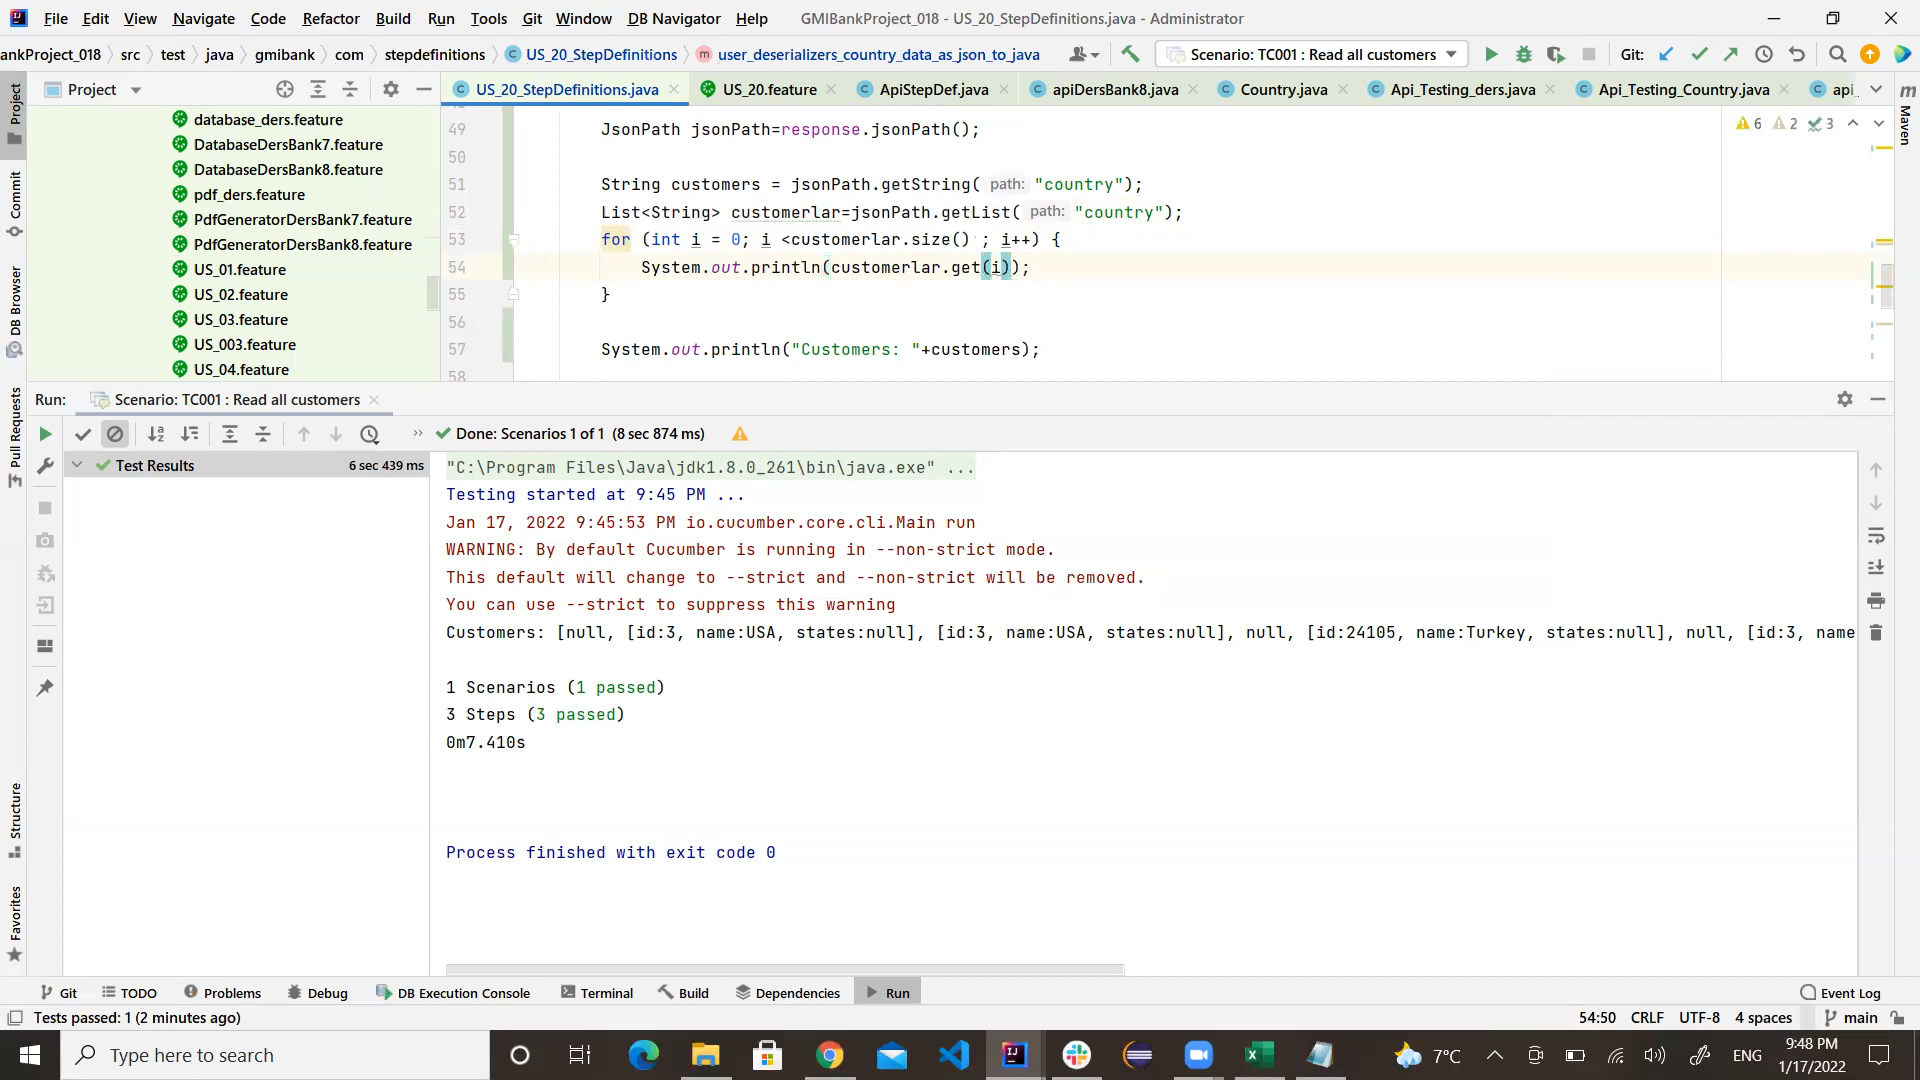 File Edit View Navigate Code Refactor Build Run Tools Git Window DB Navigator Help GMIBankProject_018 - US_20_StepDefinitions.java - Administrator
ankProject_018 src test java gmibank com stepdefinitions US_20_StepDefinitions user_deserializers_country_data_as_json_to_java Scenario: TC001 : Read all customers Git:
Project US_20_StepDefinitions.java US_20.feature ApiStepDef.java apiDersBank8.java Country.java Api_Testing_ders.java Api_Testing_Country.java api_
Project
Commit
DB Browser
Pull Requests
Structure
Favorites
Maven
database_ders.feature
DatabaseDersBank7.feature
DatabaseDersBank8.feature
pdf_ders.feature
PdfGeneratorDersBank7.feature
PdfGeneratorDersBank8.feature
US_01.feature
US_02.feature
US_03.feature
US_003.feature
US_04.feature
6 2 3
49 JsonPath jsonPath=response.jsonPath();
50
51 String customers = jsonPath.getString( path: "country");
52 List<String> customerlar=jsonPath.getList( path: "country");
53 for (int i = 0; i <customerlar.size() ; i++) {
54 System.out.println(customerlar.get(i));
55 }
56
57 System.out.println("Customers: "+customers);
58
Run: Scenario: TC001 : Read all customers
Done: Scenarios 1 of 1 (8 sec 874 ms)
Test Results 6 sec 439 ms
"C:\Program Files\Java\jdk1.8.0_261\bin\java.exe" ...
Testing started at 9:45 PM ...
Jan 17, 2022 9:45:53 PM io.cucumber.core.cli.Main run
WARNING: By default Cucumber is running in --non-strict mode.
This default will change to --strict and --non-strict will be removed.
You can use --strict to suppress this warning
Customers: [null, [id:3, name:USA, states:null], [id:3, name:USA, states:null], null, [id:24105, name:Turkey, states:null], null, [id:3, name
1 Scenarios (1 passed)
3 Steps (3 passed)
0m7.410s
Process finished with exit code 0
Git TODO Problems Debug DB Execution Console Terminal Build Dependencies Run Event Log
Tests passed: 1 (2 minutes ago) 54:50 CRLF UTF-8 4 spaces main
Type here to search 7°C ENG 9:48 PM
1/17/2022